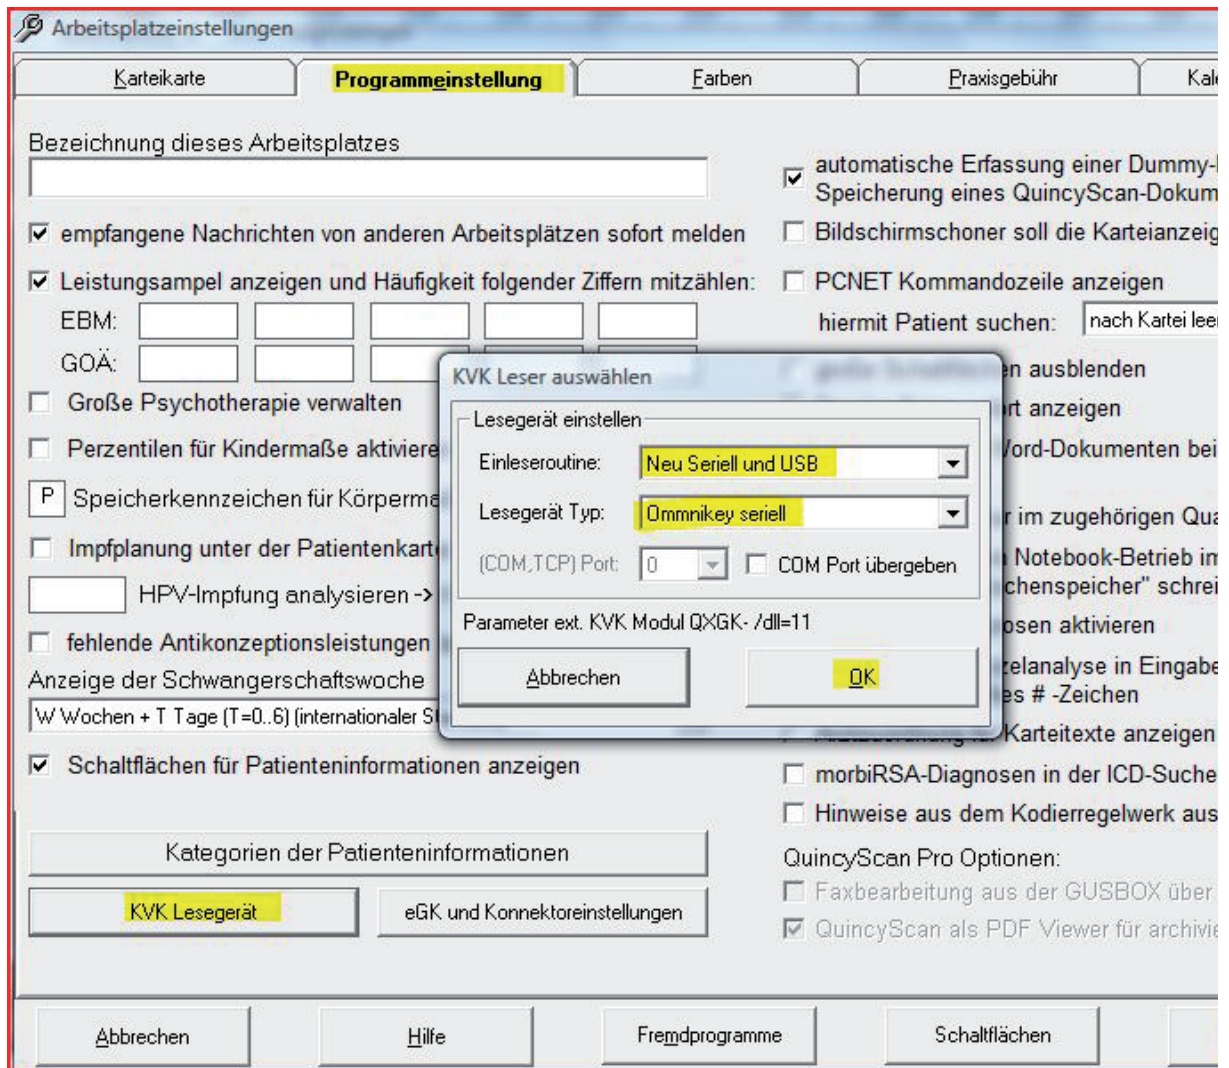 Arbeitsplatzeinstellungen
Karteikarte
Programmeinstellung
Farben
Praxisgebühr
Kal
Bezeichnung dieses Arbeitsplatzes
empfangene Nachrichten von anderen Arbeitsplätzen sofort melden
Leistungsampel anzeigen und Häufigkeit folgender Ziffern mitzählen:
EBM:
GOÄ:
Große Psychotherapie verwalten
Perzentilen für Kindermaße aktiviere
P Speicherkennzeichen für Körperma
Impfplanung unter der Patientenkart
HPV-Impfung analysieren ->
fehlende Antikonzeptionsleistungen
Anzeige der Schwangerschaftswoche
W Wochen + T Tage (T=0..6) (internationaler S
Schaltflächen für Patienteninformationen anzeigen
Kategorien der Patienteninformationen
KVK Lesegerät
eGK und Konnektoreinstellungen
automatische Erfassung einer Dummy-
Speicherung eines QuincyScan-Dokum
Bildschirmschoner soll die Karteianzeig
PCNET Kommandozeile anzeigen
hiermit Patient suchen: nach Kartei leer
n ausblenden
rt anzeigen
ord-Dokumenten bei
r im zugehörigen Qua
Notebook-Betrieb im
chenspeicher" schrei
osen aktivieren
zelanalyse in Eingabe
es # -Zeichen
Karteitexte anzeigen
morbiRSA-Diagnosen in der ICD-Suche
Hinweise aus dem Kodierregelwerk aus
QuincyScan Pro Optionen:
Faxbearbeitung aus der GUSBOX über
QuincyScan als PDF Viewer für archivie
KVK Leser auswählen
Lesegerät einstellen
Einleseroutine: Neu Seriell und USB
Lesegerät Typ: Ommnikey seriell
(COM,TCP) Port: 0 COM Port übergeben
Parameter ext. KVK Modul QXGK- /dll=11
Abbrechen
OK
Abbrechen
Hilfe
Fremdprogramme
Schaltflächen